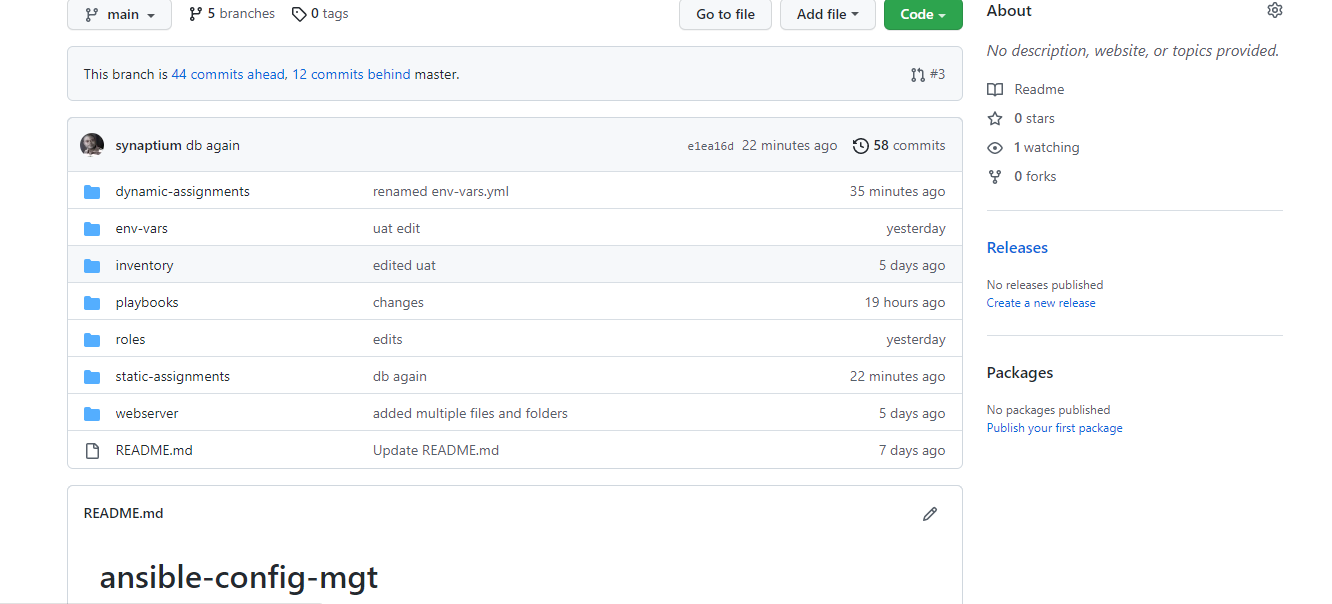 main 5 branches 0 tags Go to file Add file Code
This branch is 44 commits ahead, 12 commits behind master. #3
synaptium db again e1ea16d 22 minutes ago 58 commits
dynamic-assignments renamed env-vars.yml 35 minutes ago
env-vars uat edit yesterday
inventory edited uat 5 days ago
playbooks changes 19 hours ago
roles edits yesterday
static-assignments db again 22 minutes ago
webserver added multiple files and folders 5 days ago
README.md Update README.md 7 days ago
README.md
ansible-config-mgt
About
No description, website, or topics provided.
Readme
0 stars
1 watching
0 forks
Releases
No releases published
Create a new release
Packages
No packages published
Publish your first package